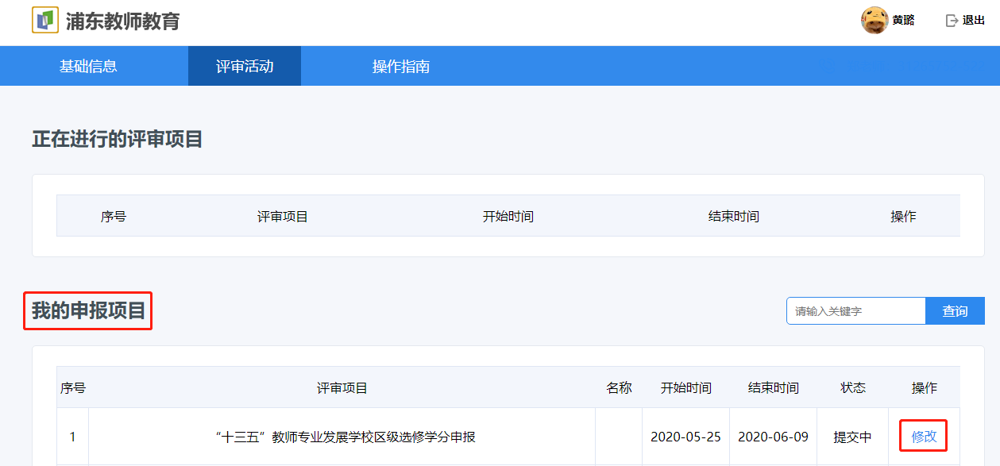 浦东教师教育
黄璐 退出
基础信息 评审活动 操作指南
正在进行的评审项目
序号 评审项目 开始时间 结束时间 操作
我的申报项目
请输入关键字 查询
序号 评审项目 名称 开始时间 结束时间 状态 操作
1 “十三五”教师专业发展学校区级选修学分申报 2020-05-25 2020-06-09 提交中 修改